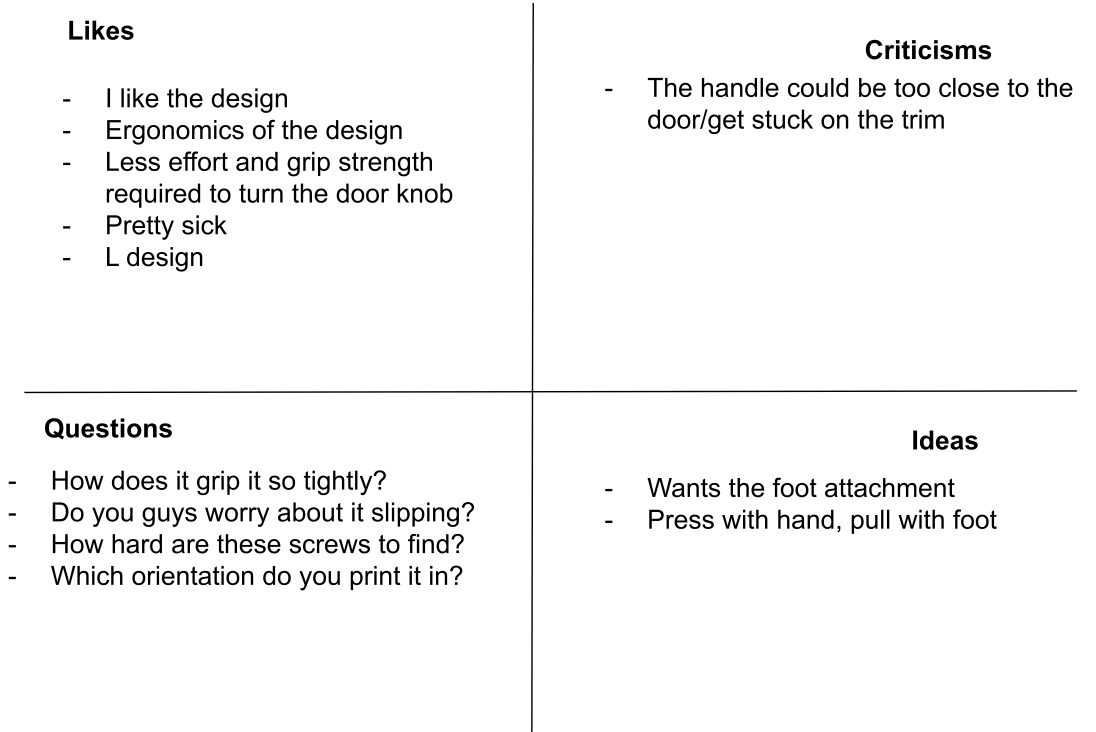 Likes
- I like the design
- Ergonomics of the design
- Less effort and grip strength
required to turn the door knob
- Pretty sick
- L design
Criticisms
- The handle could be too close to the
door/get stuck on the trim
Questions
- How does it grip it so tightly?
- Do you guys worry about it slipping?
- How hard are these screws to find?
- Which orientation do you print it in?
Ideas
- Wants the foot attachment
- Press with hand, pull with foot